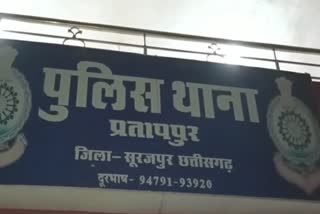 पुलिस थाना
प्रतापपुर
जिला- सूरजपुर छत्तीसगढ़
दूरभाष- 94791-93920